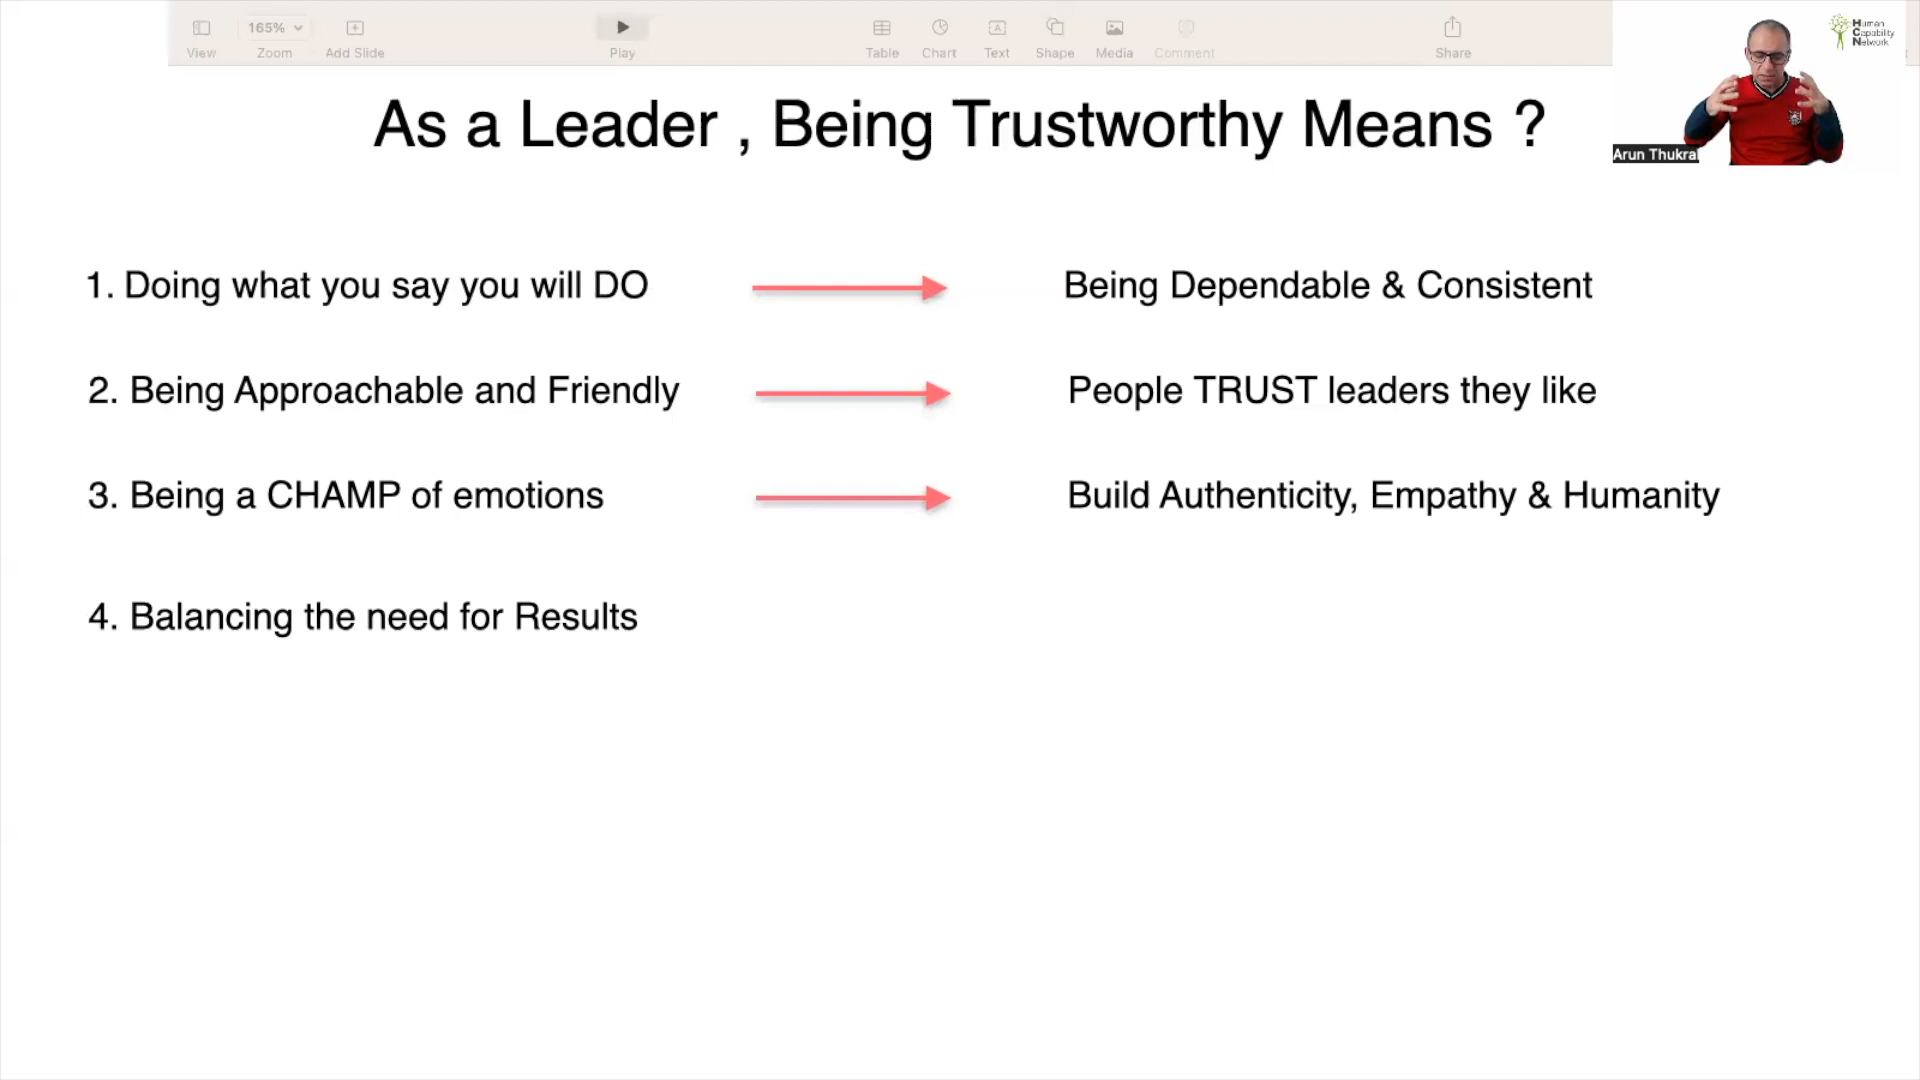 165%
View
Zoom
Add Slide
Play
Table
Chart
Text
Shape
Media
Comment
Share
Human
Capability
Network
Arun Thukral
As a Leader , Being Trustworthy Means ?
1. Doing what you say you will DO
Being Dependable & Consistent
2. Being Approachable and Friendly
People TRUST leaders they like
3. Being a CHAMP of emotions
Build Authenticity, Empathy & Humanity
4. Balancing the need for Results